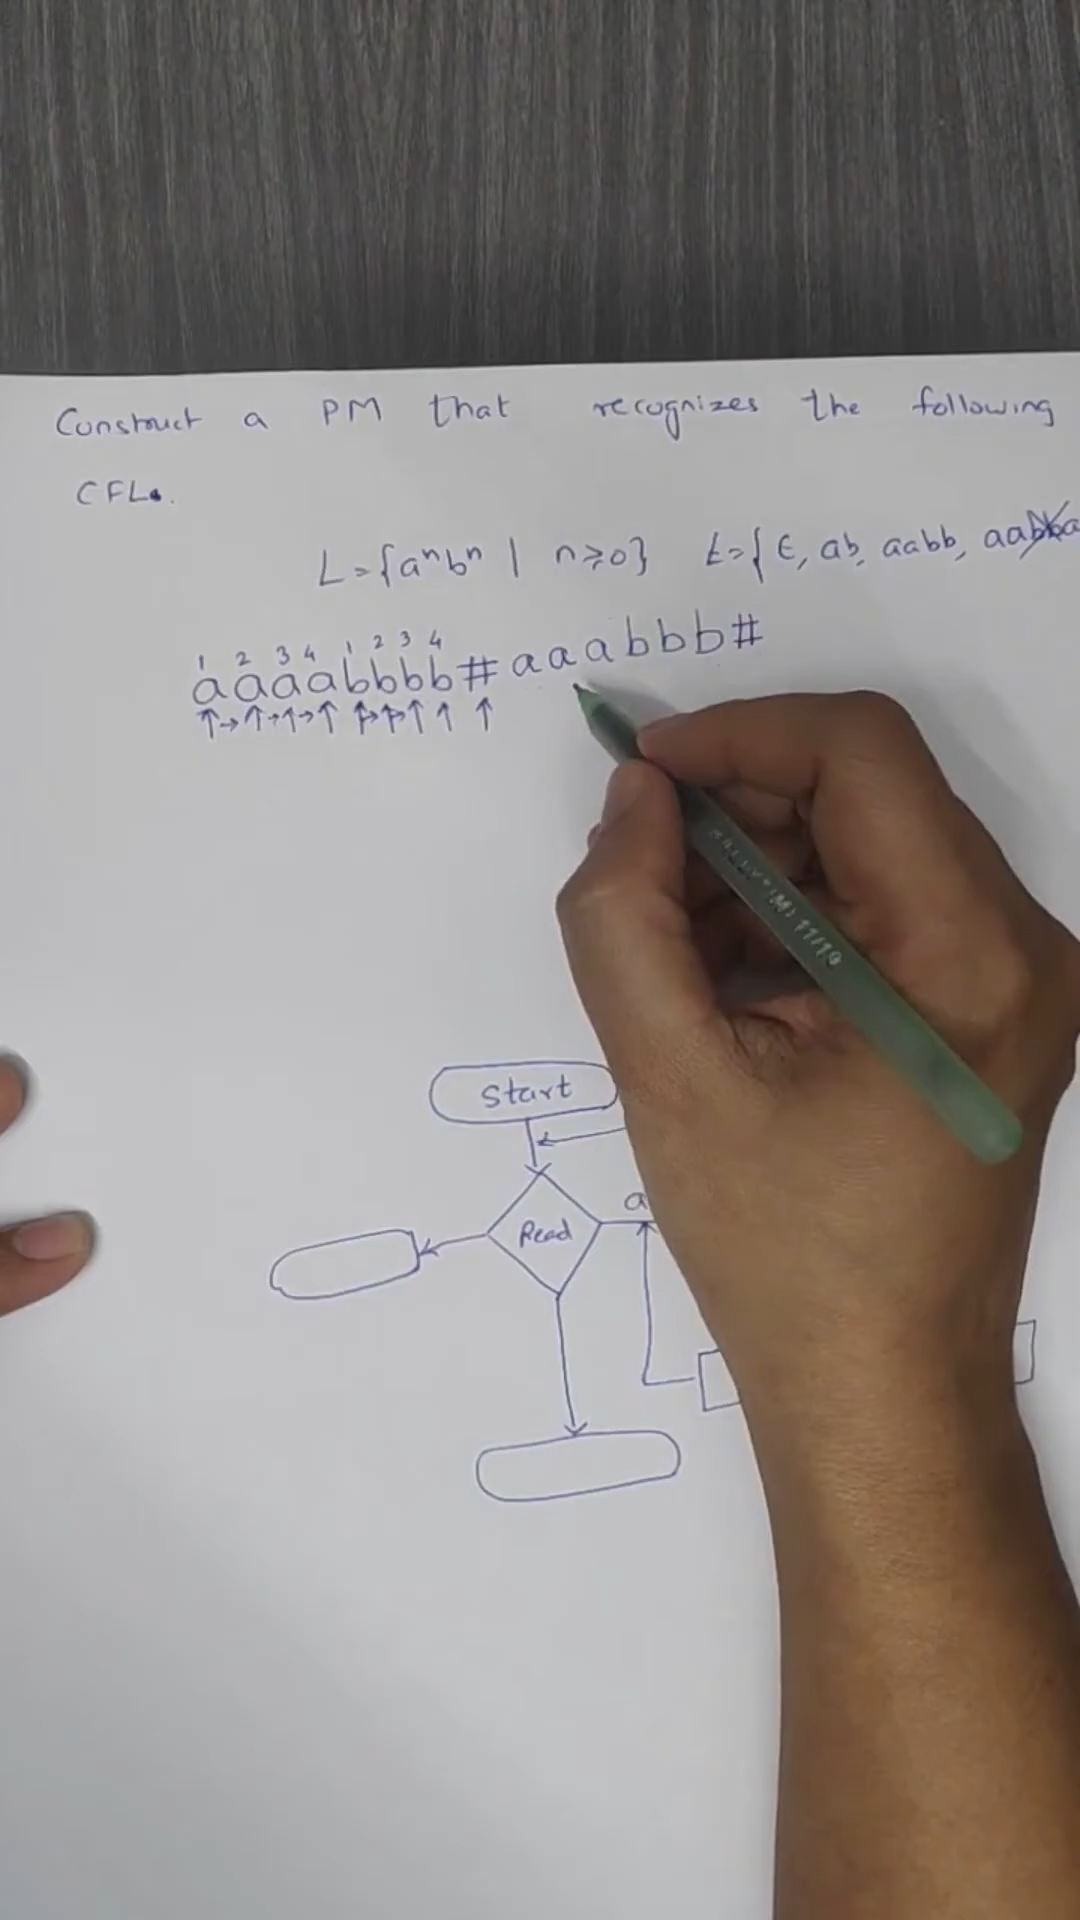 Construct a PM that recognizes the following
CFL.
L = {aⁿbⁿ | n ≥ 0} L = { ϵ, ab, aabb,
1 2 3 4 1 2 3 4
aaaabbbb# aaabbb#
↑→↑→↑→↑ ↑→↑→↑ ↑ ↑
Start
a
Read